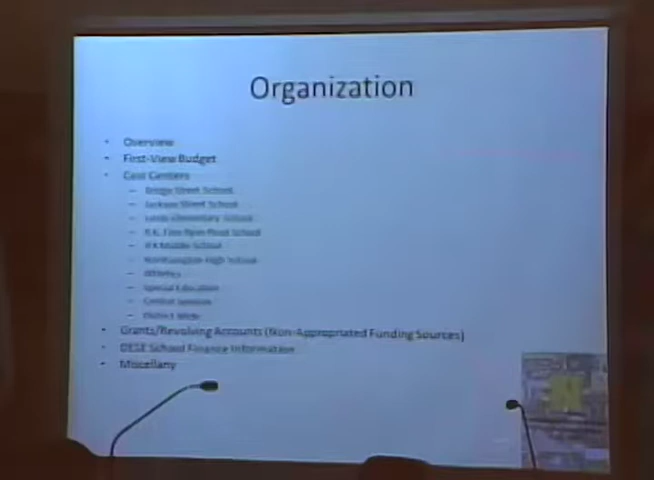 Organization
• Overview
• First-View Budget
• Cost Centers
– Bridge Street School
– Jackson Street School
– Leeds Elementary School
– R.K. Finn Ryan Road School
– JFK Middle School
– Northampton High School
– Athletics
– Special Education
– Central Services
– District Wide
• Grants/Revolving Accounts (Non-Appropriated Funding Sources)
• DESE School Finance Information
• Miscellany